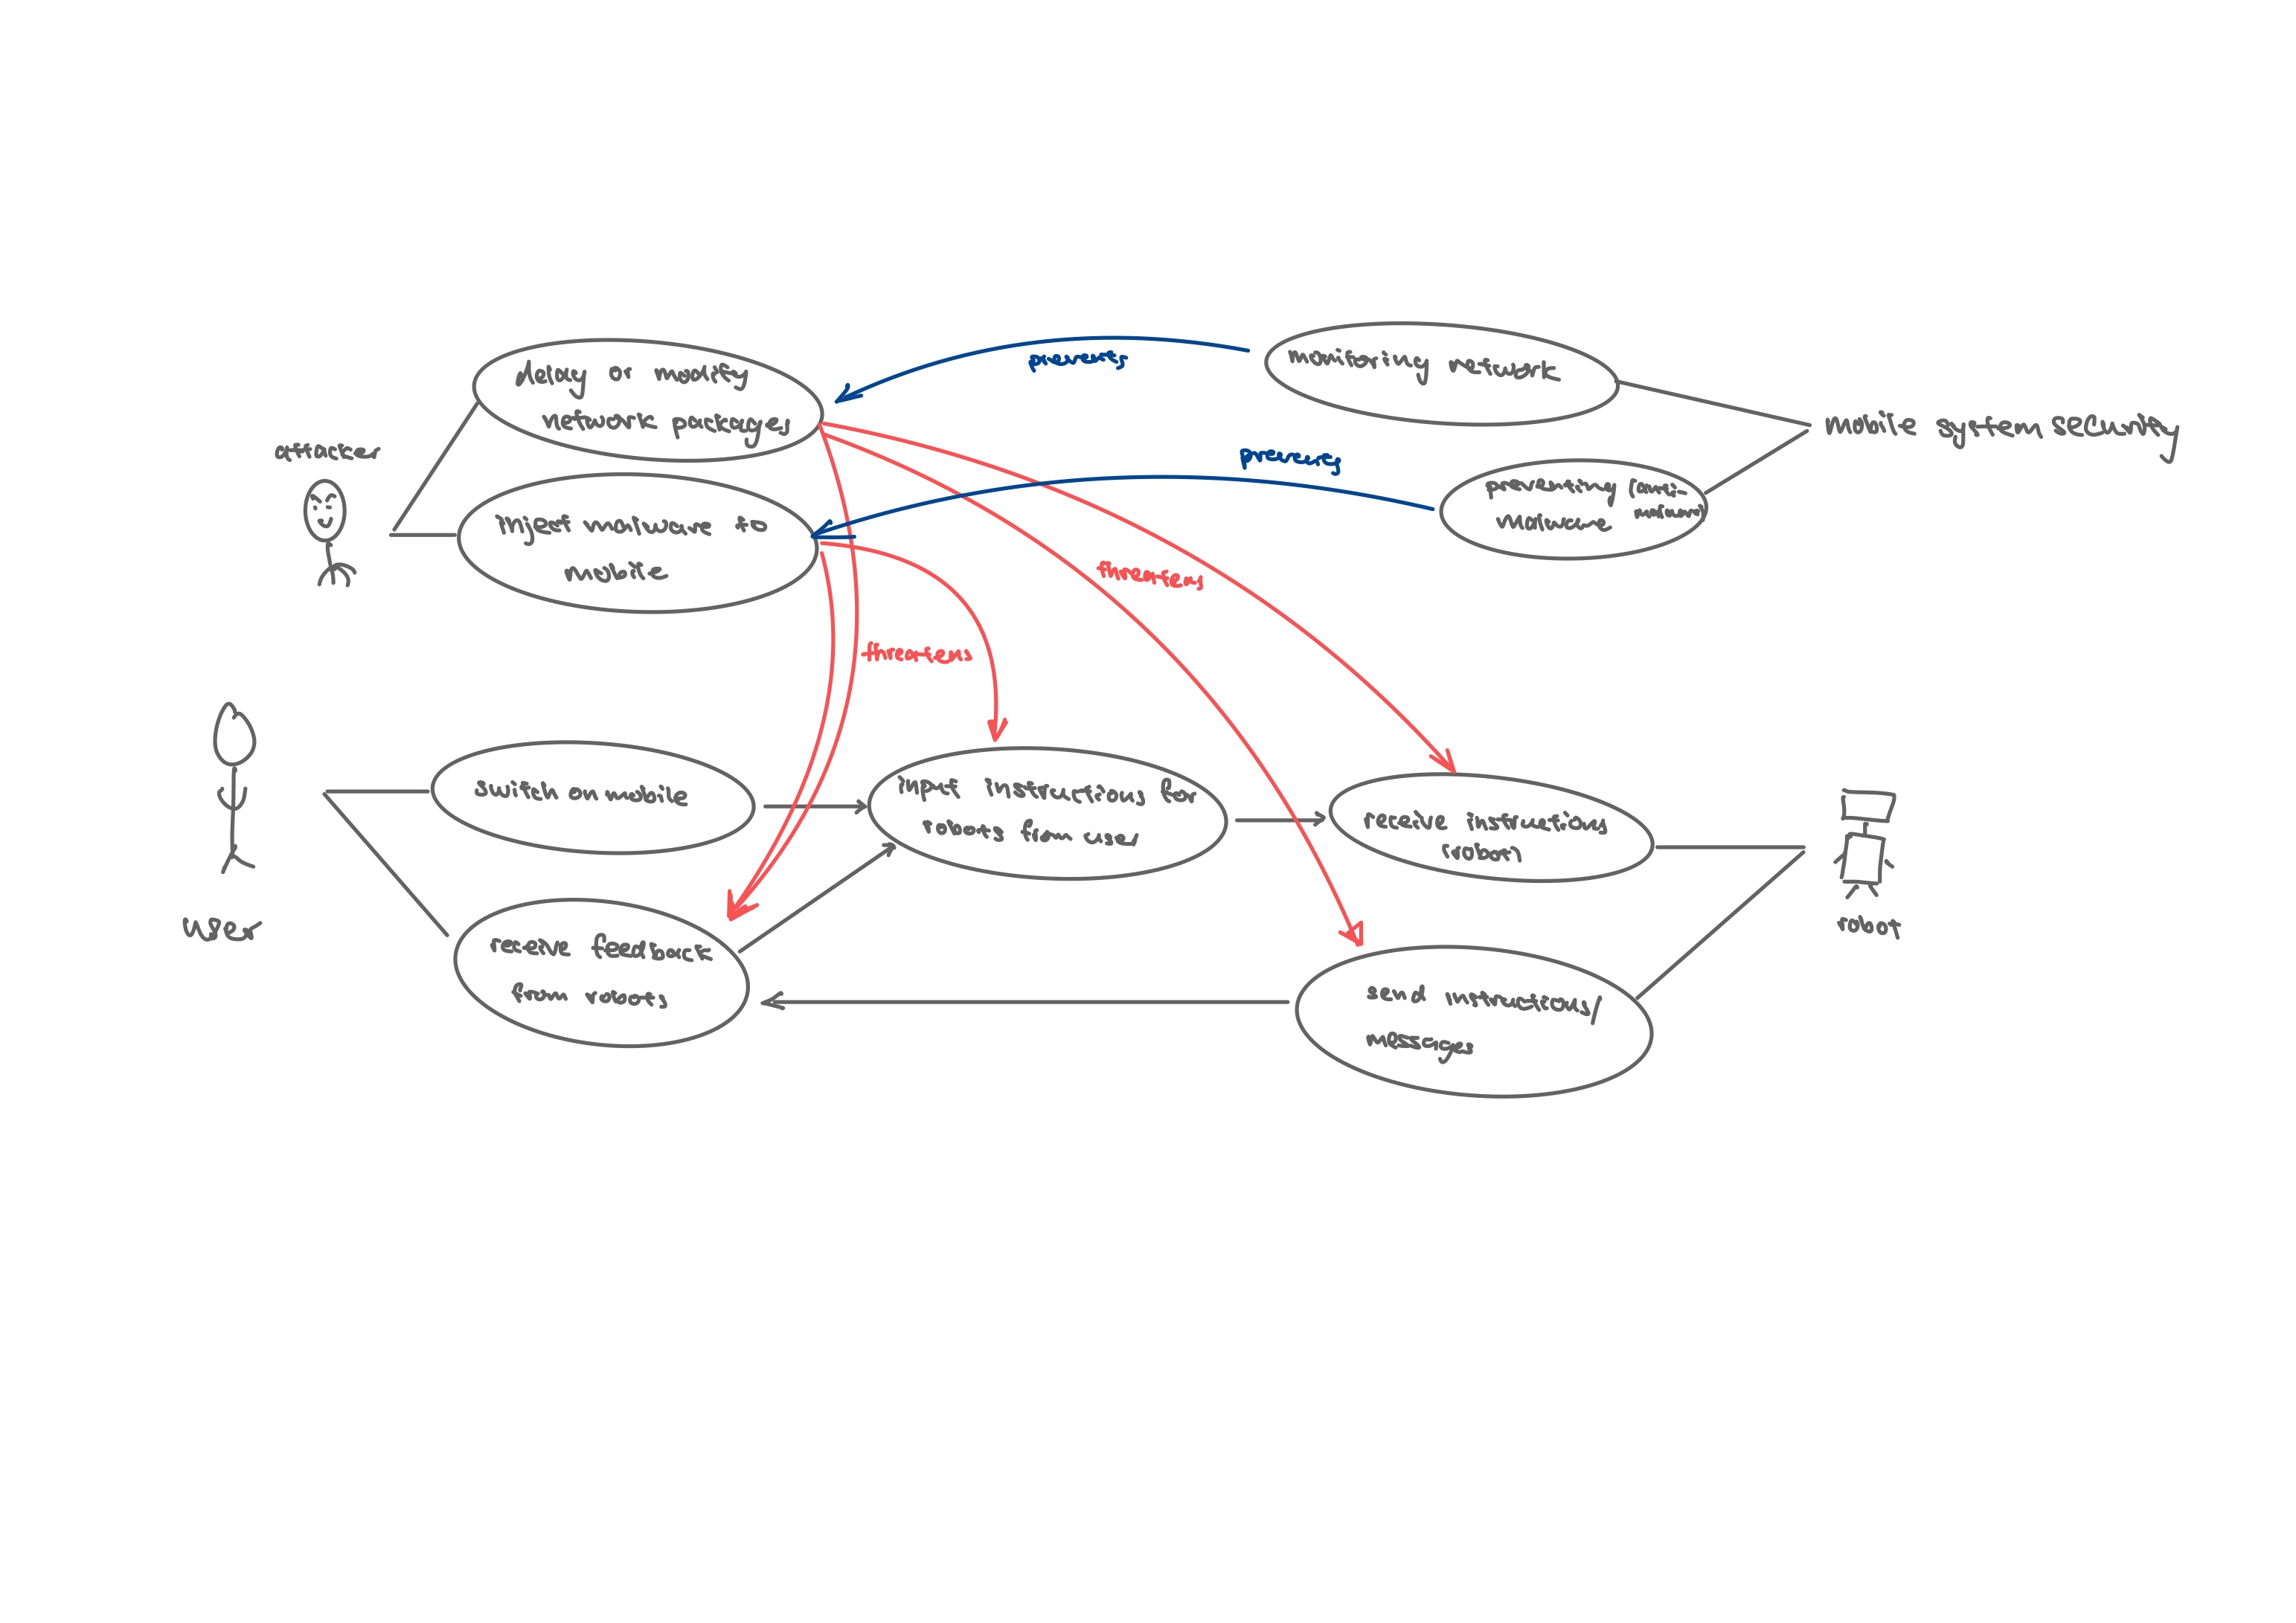 prevents
monitoring network
delay or modify
network packages
mobile system security
attacker
prevents
preventing (anti-
malware malware)
inject malware to
mobile
threatens
threatens
switch on mobile
input instructions for
robots from user
receive instructions
(robot)
user
robot
receive feedback
from robots
send instructions/
messages